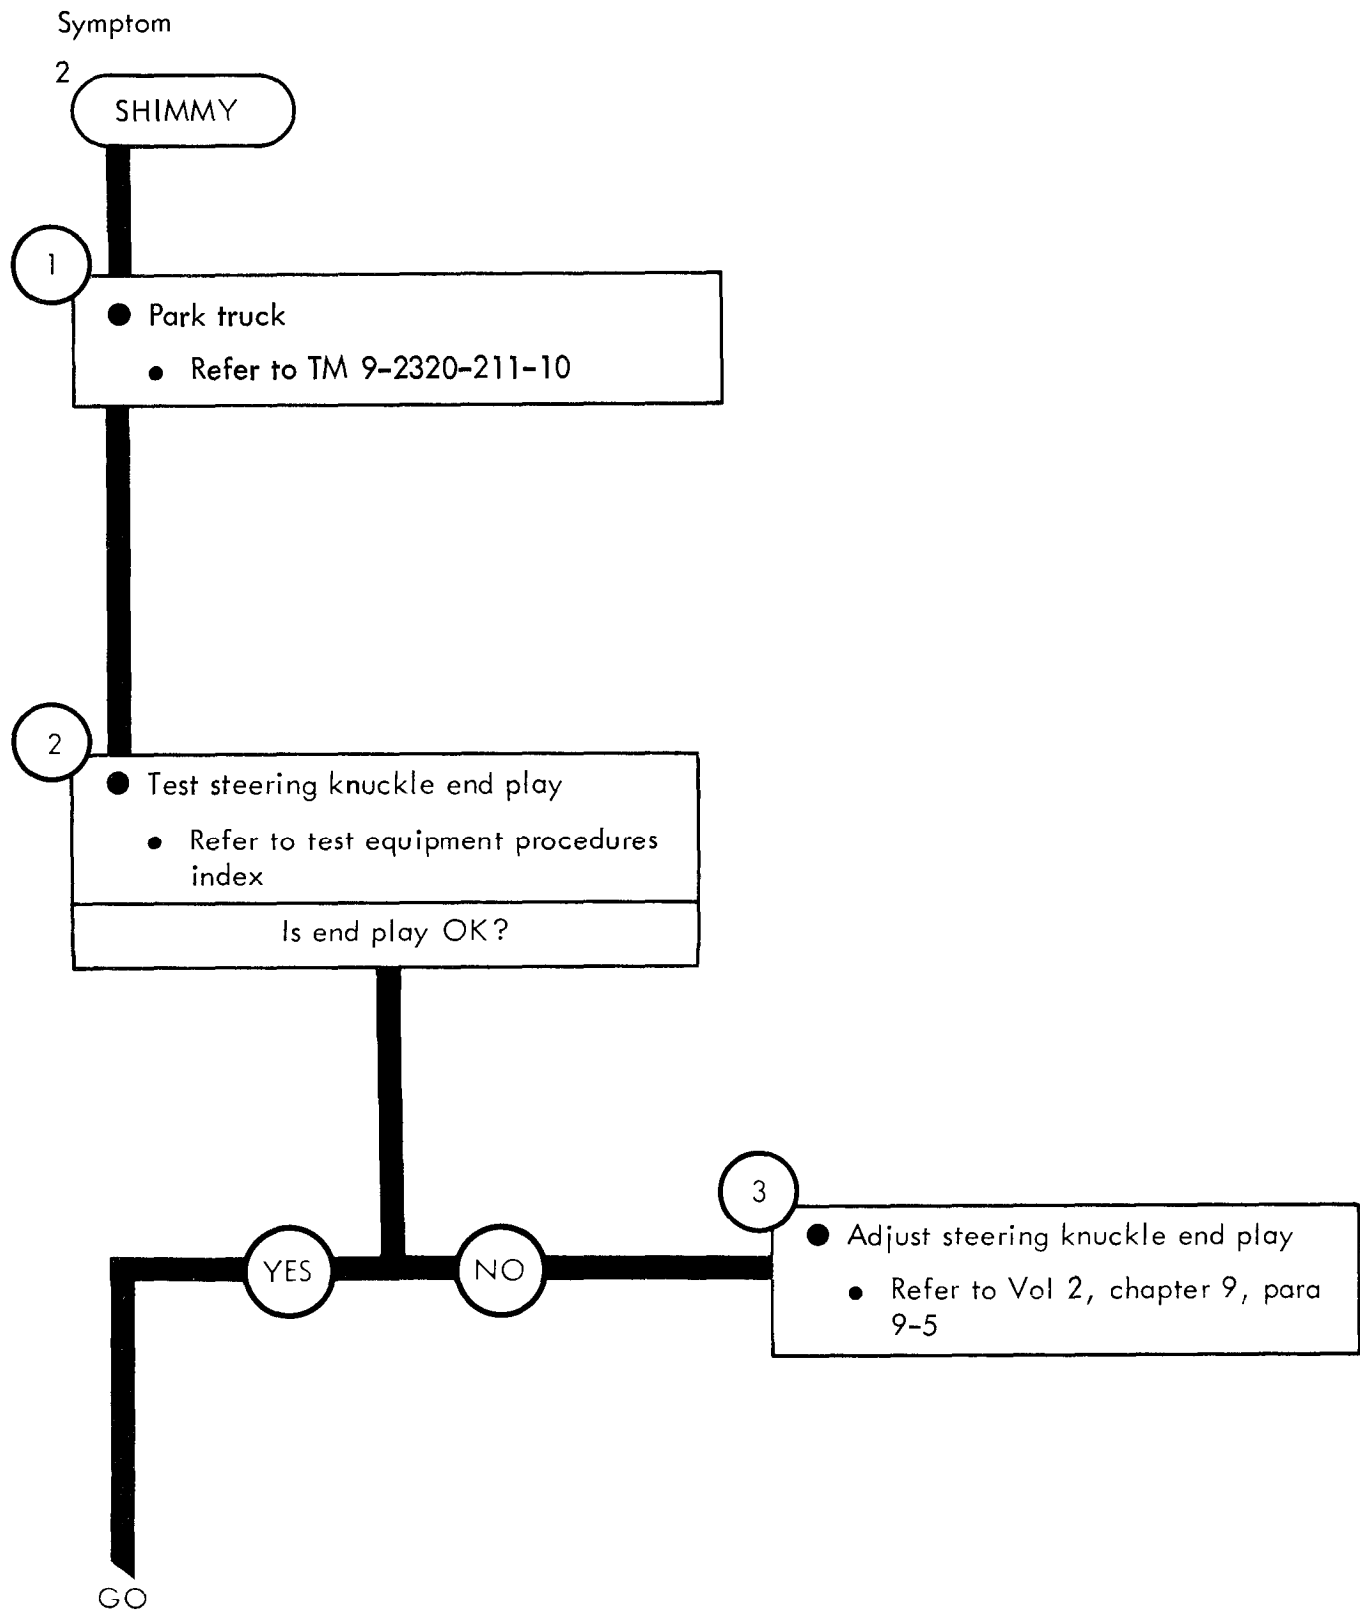 Symptom
2
SHIMMY
1
● Park truck
● Refer to TM 9-2320-211-10
2
● Test steering knuckle end play
● Refer to test equipment procedures
index
Is end play OK?
YES
NO
3
● Adjust steering knuckle end play
● Refer to Vol 2, chapter 9, para
9-5
GO